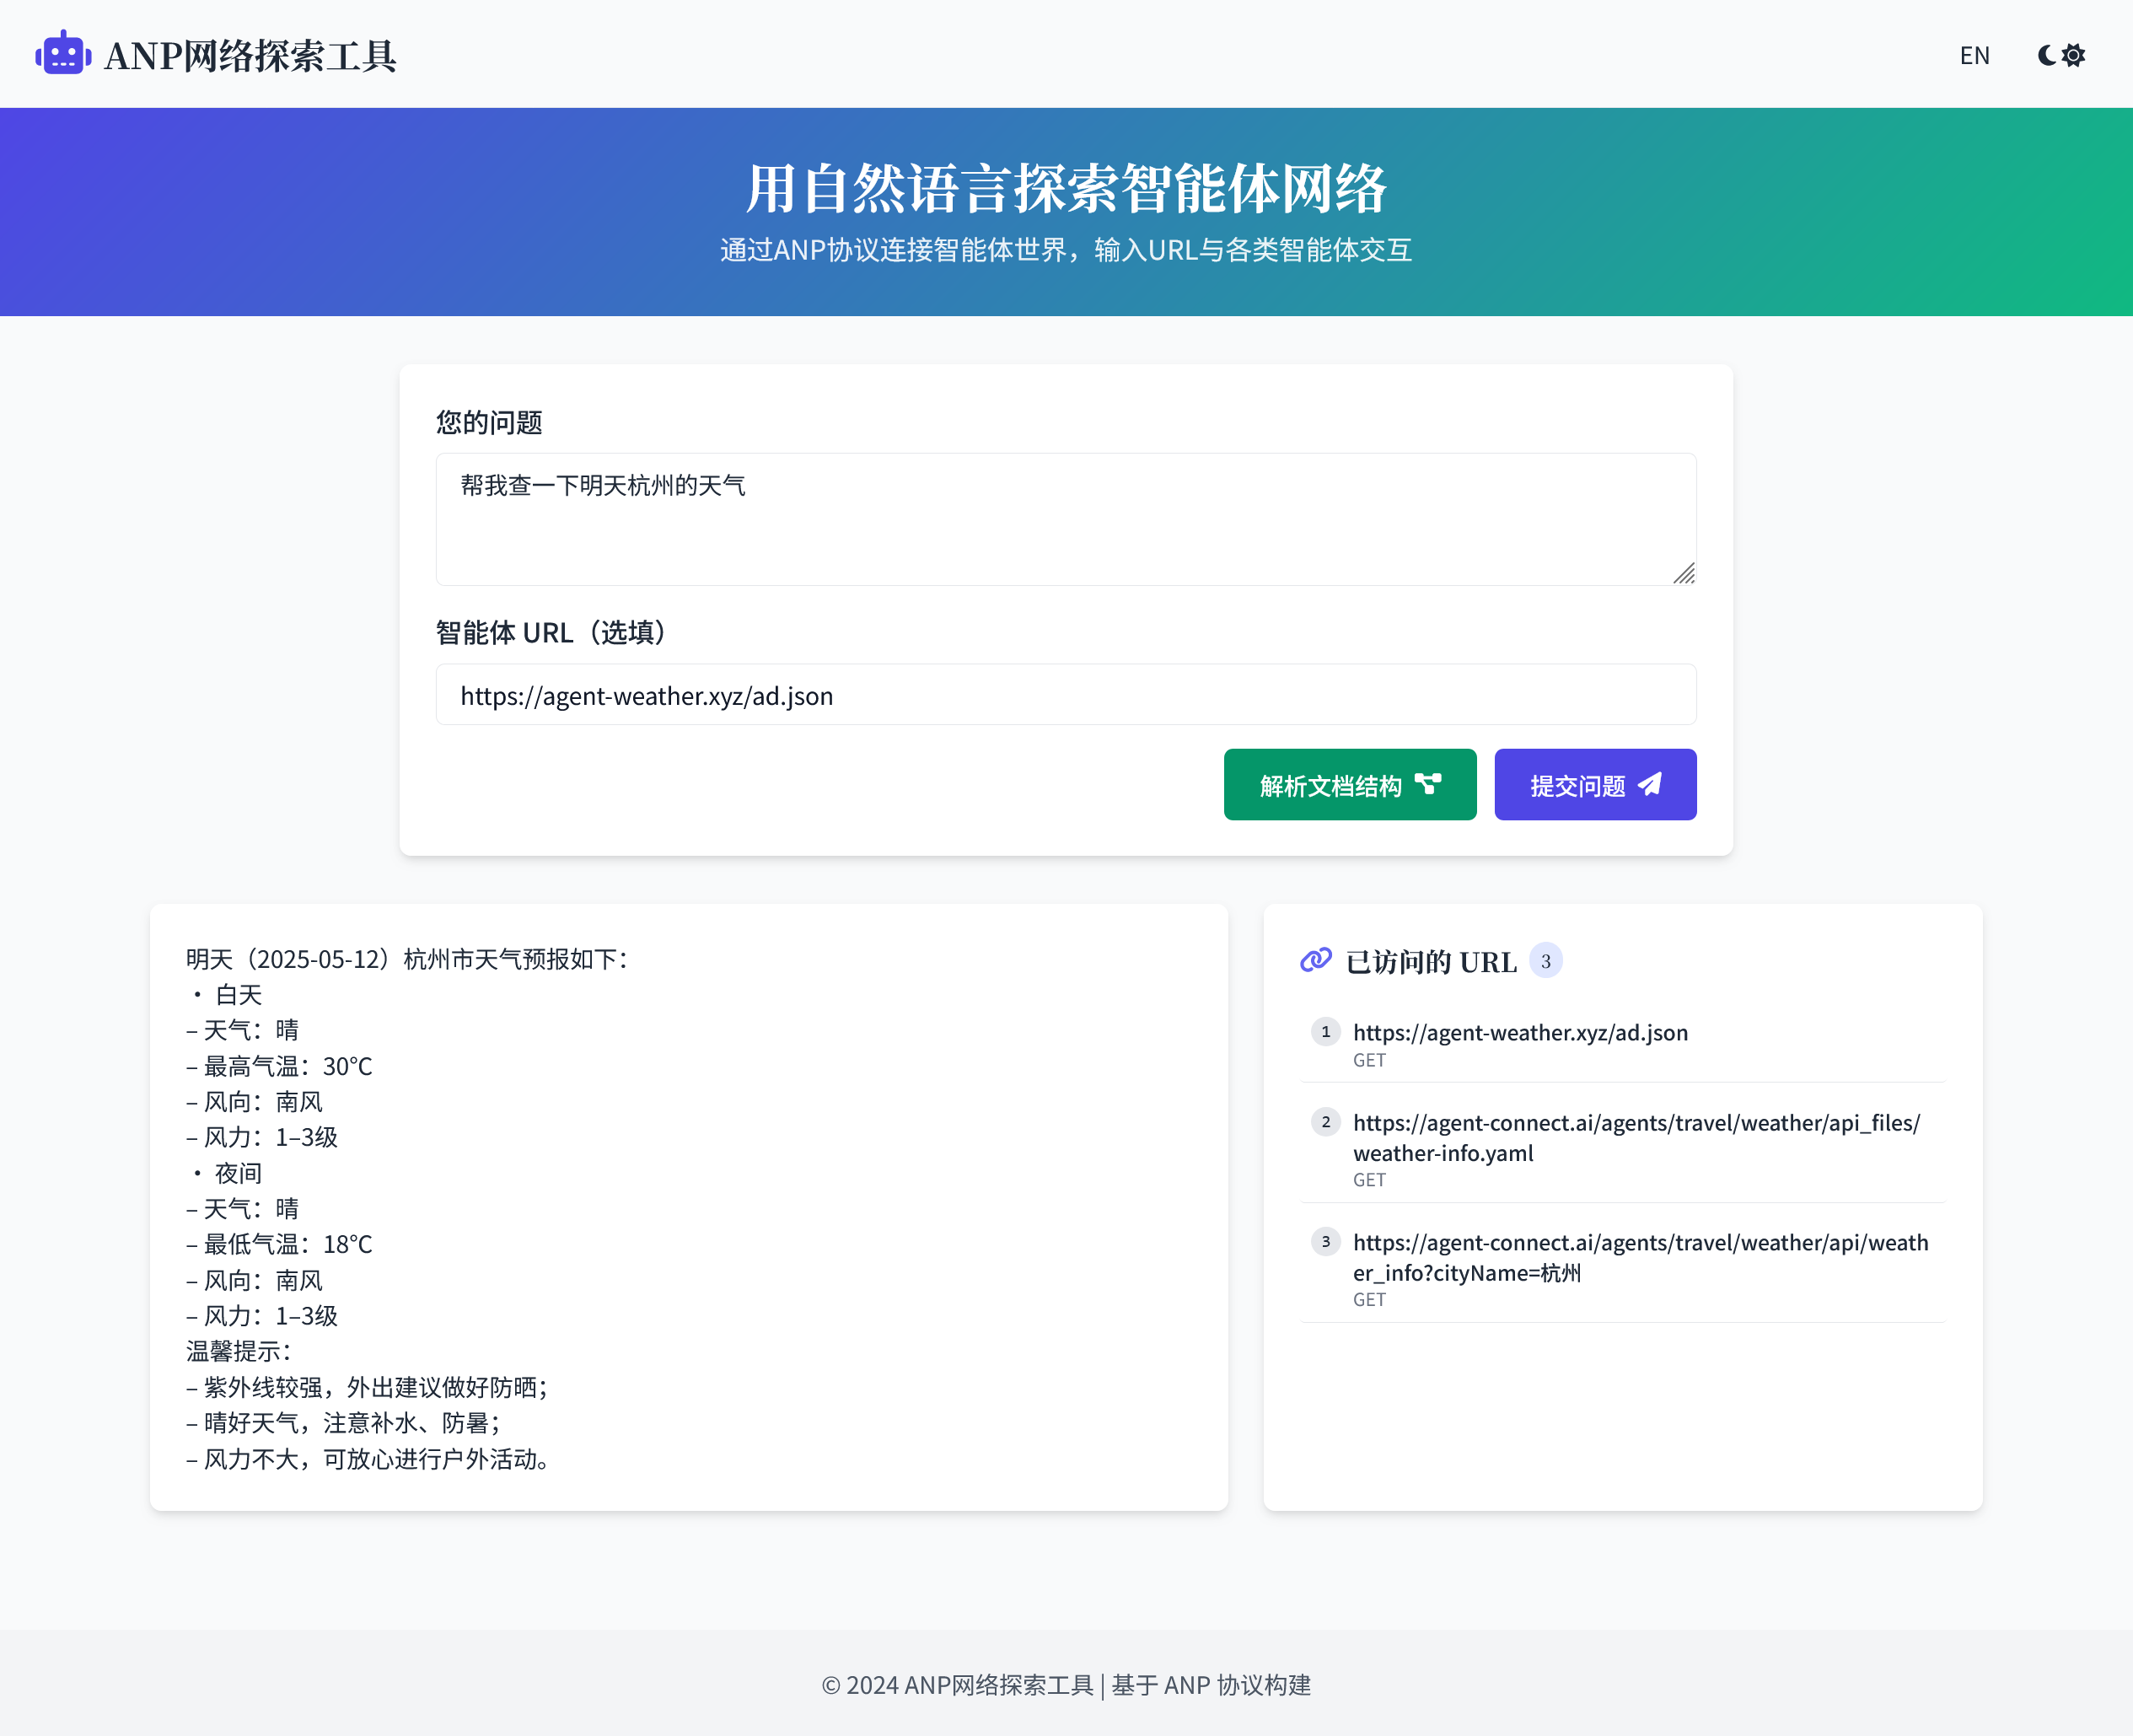 ANP网络探索工具
EN
用自然语言探索智能体网络
通过ANP协议连接智能体世界，输入URL与各类智能体交互
您的问题
帮我查一下明天杭州的天气
智能体 URL（选填）
https://agent-weather.xyz/ad.json
解析文档结构
提交问题
明天（2025-05-12）杭州市天气预报如下：
• 白天
– 天气：晴
– 最高气温：30℃
– 风向：南风
– 风力：1–3级
• 夜间
– 天气：晴
– 最低气温：18℃
– 风向：南风
– 风力：1–3级
温馨提示：
– 紫外线较强，外出建议做好防晒；
– 晴好天气，注意补水、防暑；
– 风力不大，可放心进行户外活动。
已访问的 URL 3
1 https://agent-weather.xyz/ad.json
GET
2 https://agent-connect.ai/agents/travel/weather/api_files/
weather-info.yaml
GET
3 https://agent-connect.ai/agents/travel/weather/api/weath
er_info?cityName=杭州
GET
© 2024 ANP网络探索工具 | 基于 ANP 协议构建